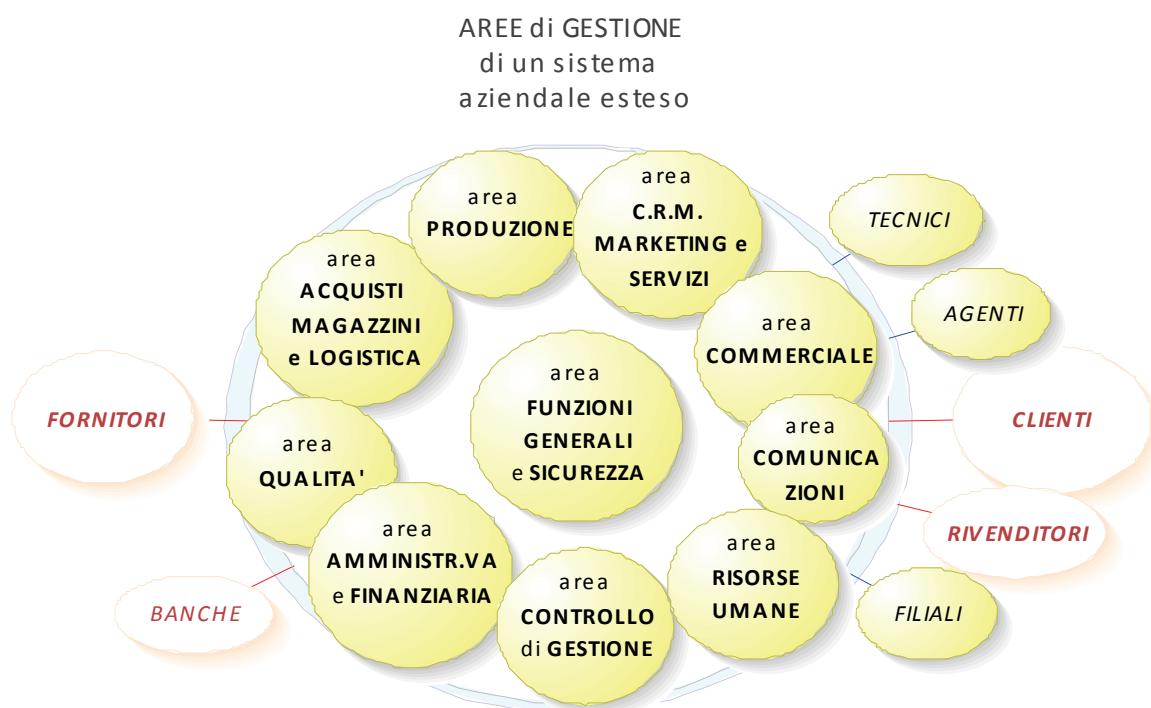 AREE di GESTIONE
di un sistema
aziendale esteso
area
PRODUZIONE
area
C.R.M.
MARKETING e
SERVIZI
TECNICI
area
ACQUISTI
MAGAZZINI
e LOGISTICA
area
COMMERCIALE
AGENTI
area
FUNZIONI
GENERALI
e SICUREZZA
FORNITORI
CLIENTI
area
QUALITA'
area
COMUNICA
ZIONI
area
AMMINISTR.VA
e FINANZIARIA
area
RISORSE
UMANE
RIVENDITORI
BANCHE
area
CONTROLLO
di GESTIONE
FILIALI